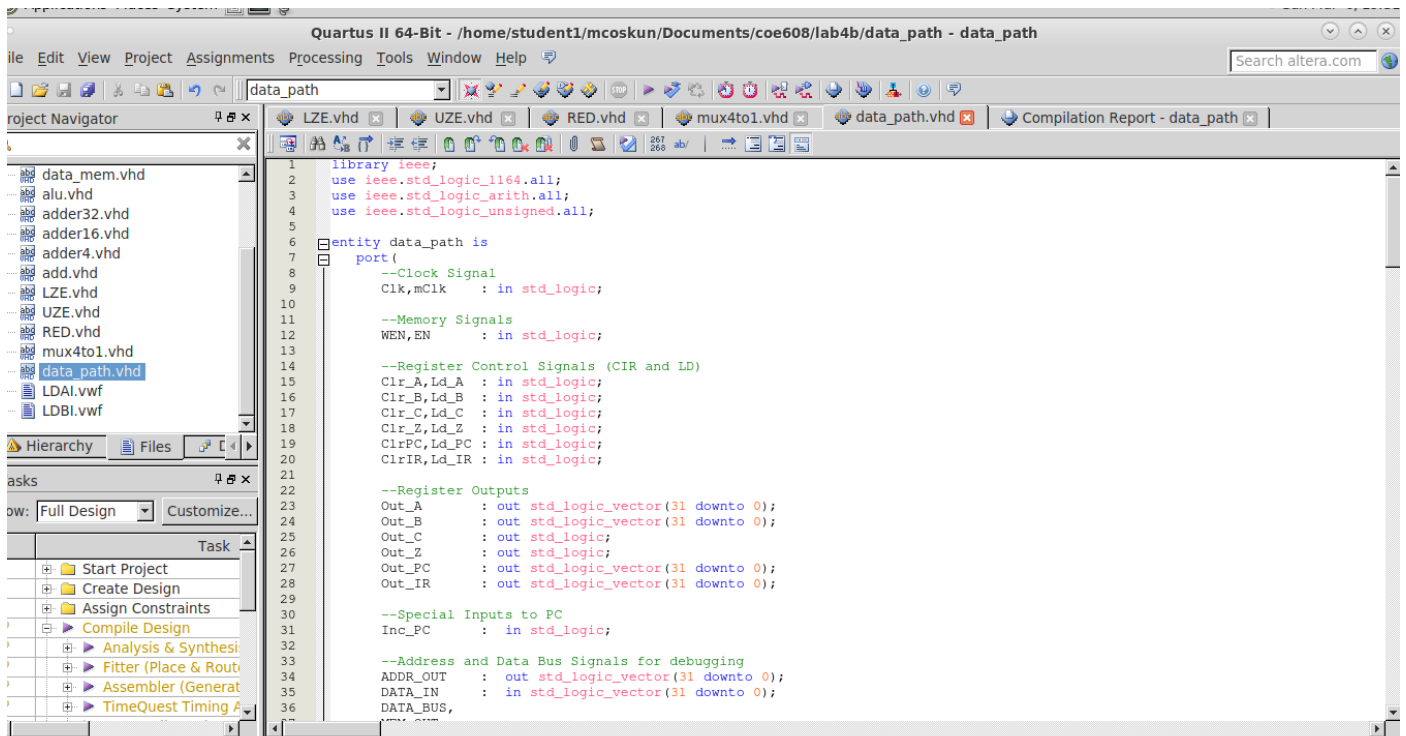 Quartus II 64-Bit - /home/student1/mcoskun/Documents/coe608/lab4b/data_path - data_path
Edit View Project Assignments Processing Tools Window Help
Search altera.com
data_path
LZE.vhd UZE.vhd RED.vhd mux4to1.vhd data_path.vhd Compilation Report - data_path
267
268
ab/
data_mem.vhd
alu.vhd
adder32.vhd
adder16.vhd
adder4.vhd
add.vhd
LZE.vhd
UZE.vhd
RED.vhd
mux4to1.vhd
data_path.vhd
LDAI.vwf
LDBI.vwf
Hierarchy Files
Full Design Customize...
Task
Start Project
Create Design
Assign Constraints
Compile Design
Analysis & Synthesi
Fitter (Place & Rout
Assembler (Generat
TimeQuest Timing A
1 library ieee;
2 use ieee.std_logic_1164.all;
3 use ieee.std_logic_arith.all;
4 use ieee.std_logic_unsigned.all;
5
6 entity data_path is
7 port(
8 --Clock Signal
9 Clk,mClk : in std_logic;
10
11 --Memory Signals
12 WEN,EN : in std_logic;
13
14 --Register Control Signals (CIR and LD)
15 Clr_A,Ld_A : in std_logic;
16 Clr_B,Ld_B : in std_logic;
17 Clr_C,Ld_C : in std_logic;
18 Clr_Z,Ld_Z : in std_logic;
19 ClrPC,Ld_PC : in std_logic;
20 ClrIR,Ld_IR : in std_logic;
21
22 --Register Outputs
23 Out_A : out std_logic_vector(31 downto 0);
24 Out_B : out std_logic_vector(31 downto 0);
25 Out_C : out std_logic;
26 Out_Z : out std_logic;
27 Out_PC : out std_logic_vector(31 downto 0);
28 Out_IR : out std_logic_vector(31 downto 0);
29
30 --Special Inputs to PC
31 Inc_PC : in std_logic;
32
33 --Address and Data Bus Signals for debugging
34 ADDR_OUT : out std_logic_vector(31 downto 0);
35 DATA_IN : in std_logic_vector(31 downto 0);
36 DATA_BUS,